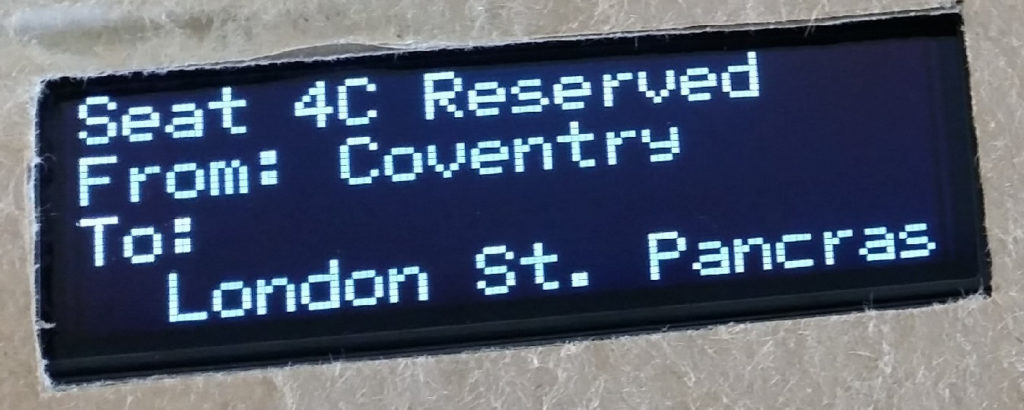 Seat 4C Reserved
From: Coventry
To:
London St. Pancras